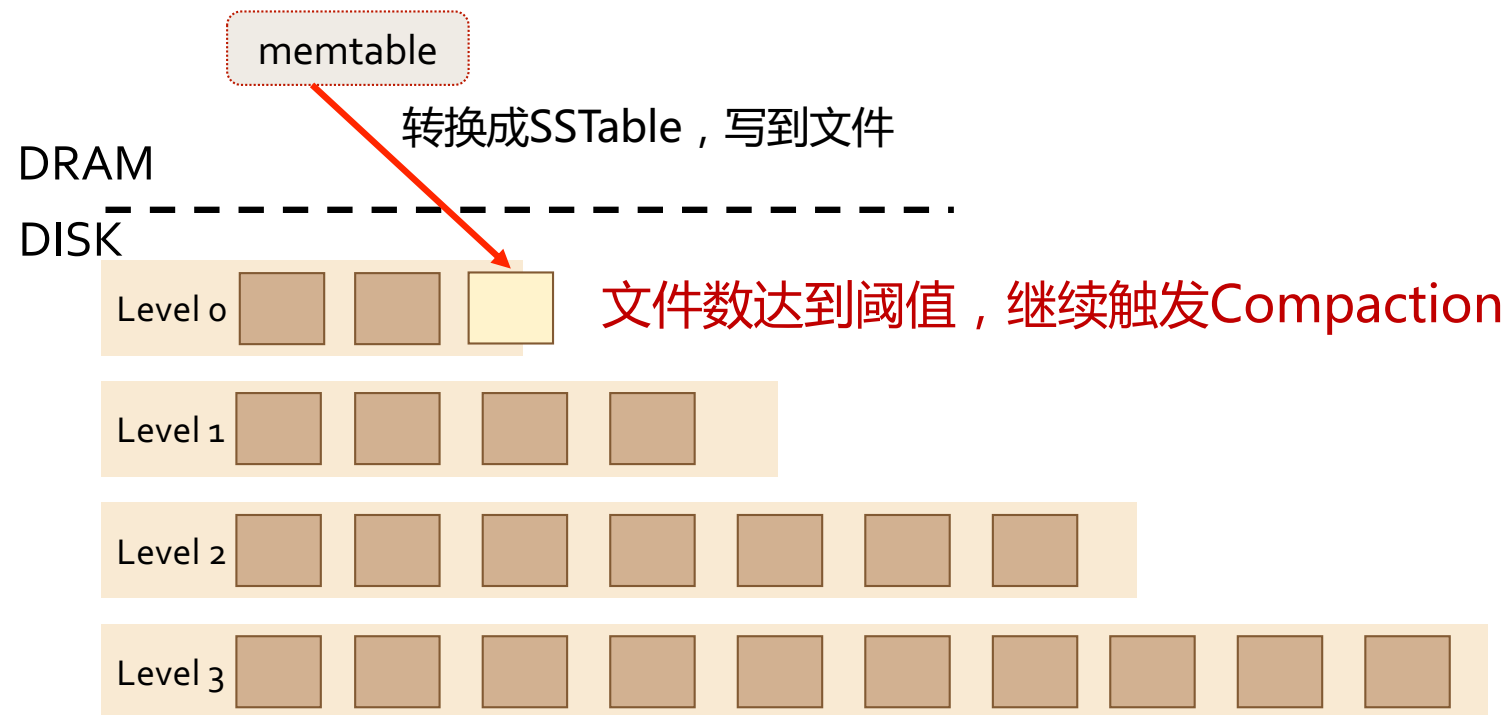 memtable
转换成SSTable，写到文件
DRAM
DISK
Level 0
文件数达到阈值，继续触发Compaction
Level 1
Level 2
Level 3